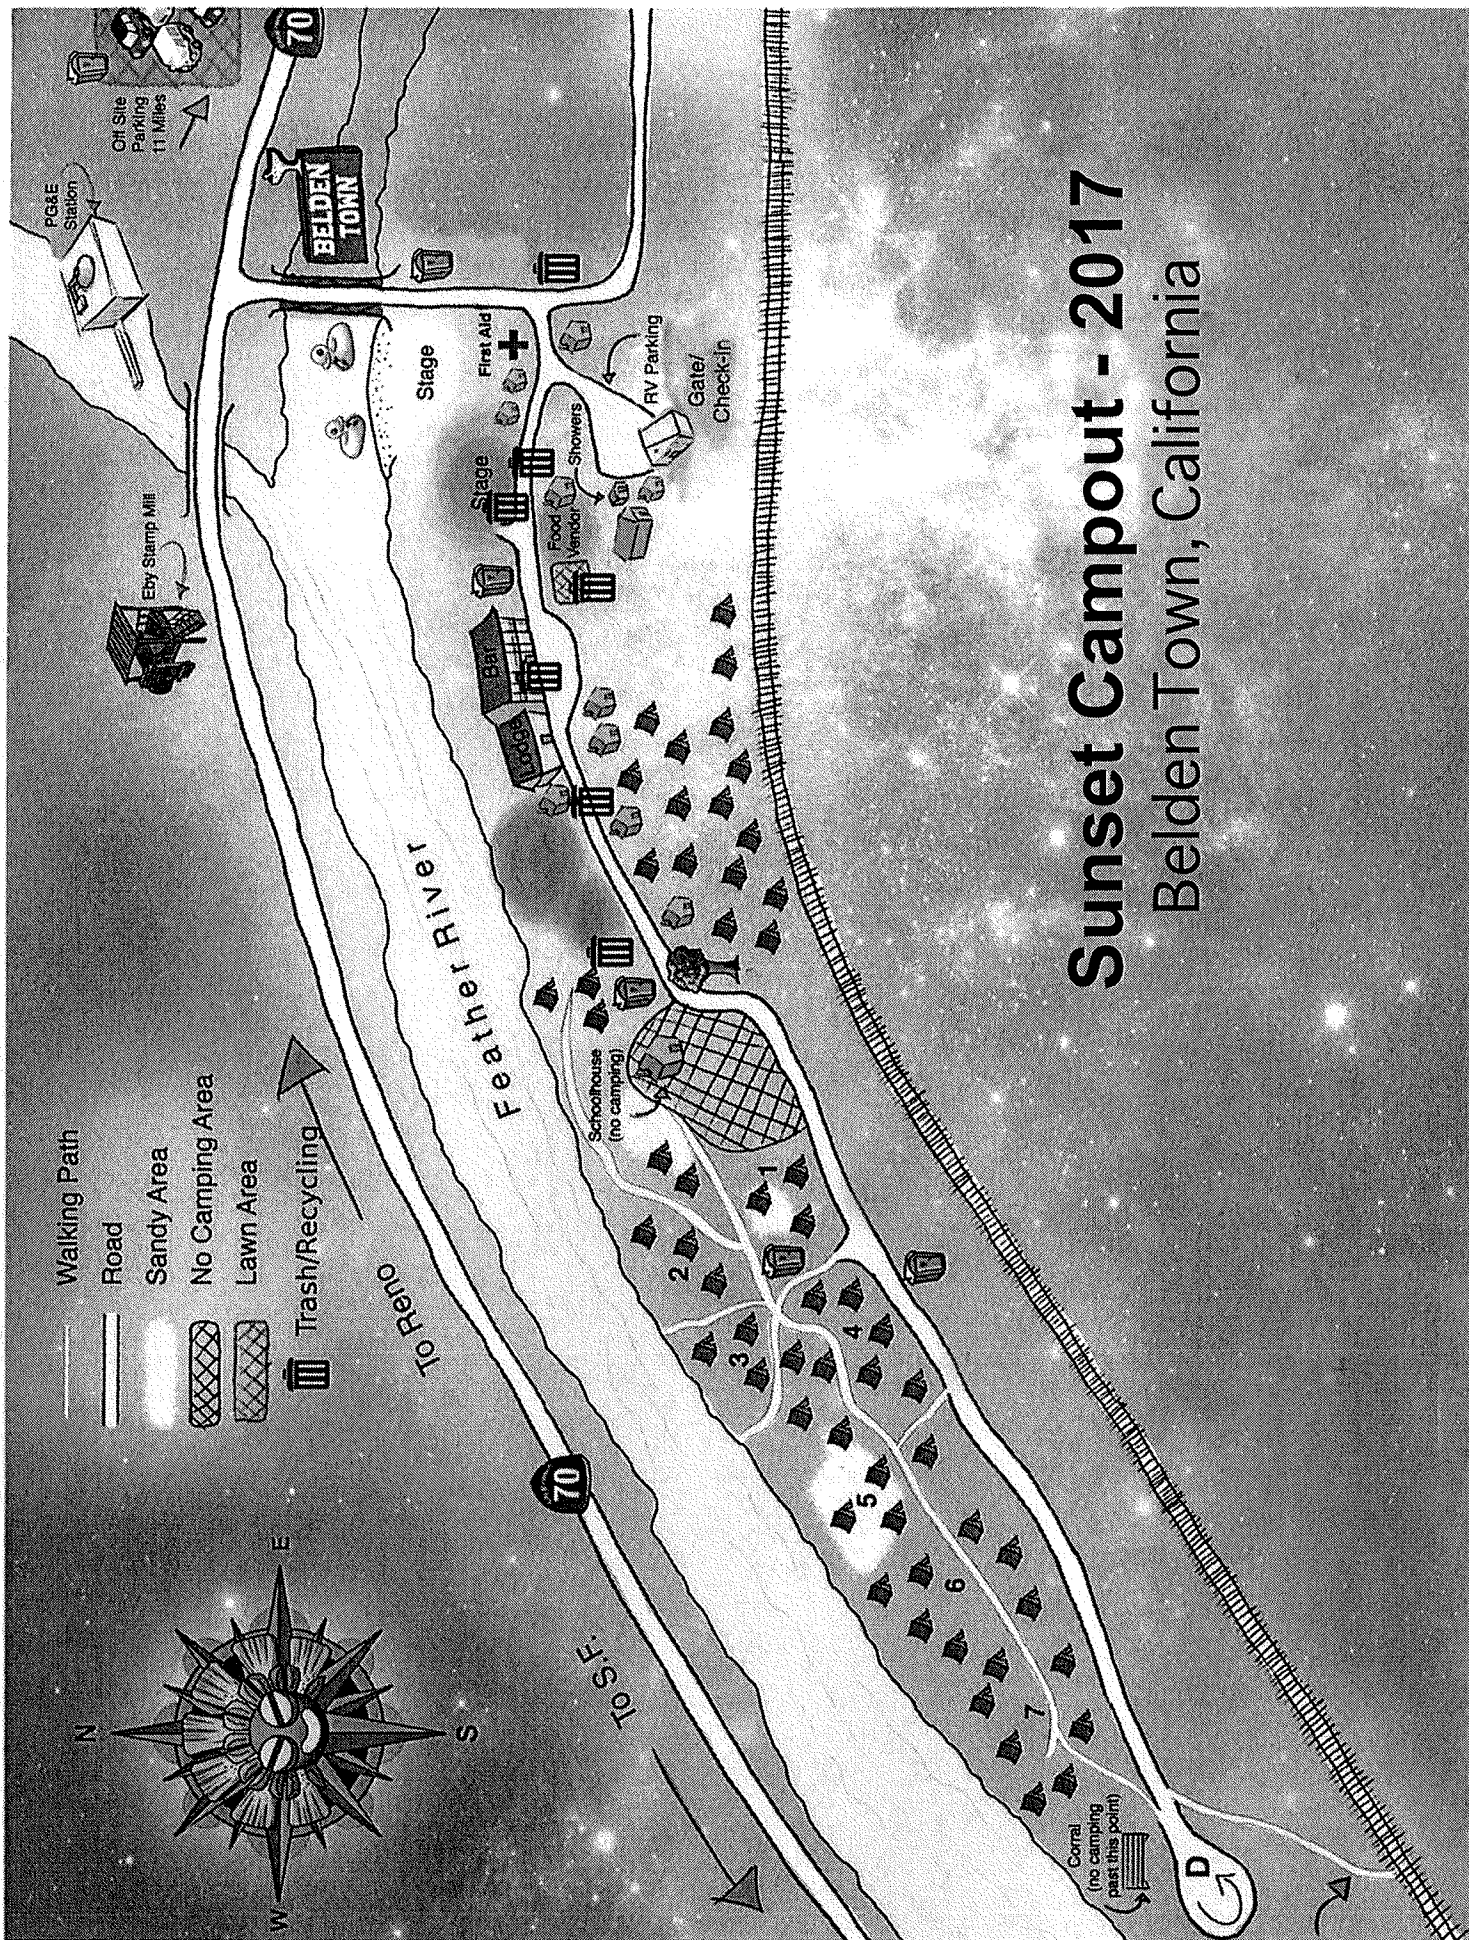 Walking Path
Road
Sandy Area
No Camping Area
Lawn Area
Trash/Recycling
N
E
S
W
To Reno
To S.F.
70
70
Feather River
Eby Stamp Mill
PG&E
Station
Off Site
Parking
11 Miles
BELDEN
TOWN
Stage
First Aid
Stage
Food
Vendor
Showers
RV Parking
Gate/
Check-In
Bar
Lodge
Schoolhouse
(no camping)
1
2
3
4
5
6
7
Corral
(no camping
past this point)
D
Sunset Campout - 2017
Belden Town, California